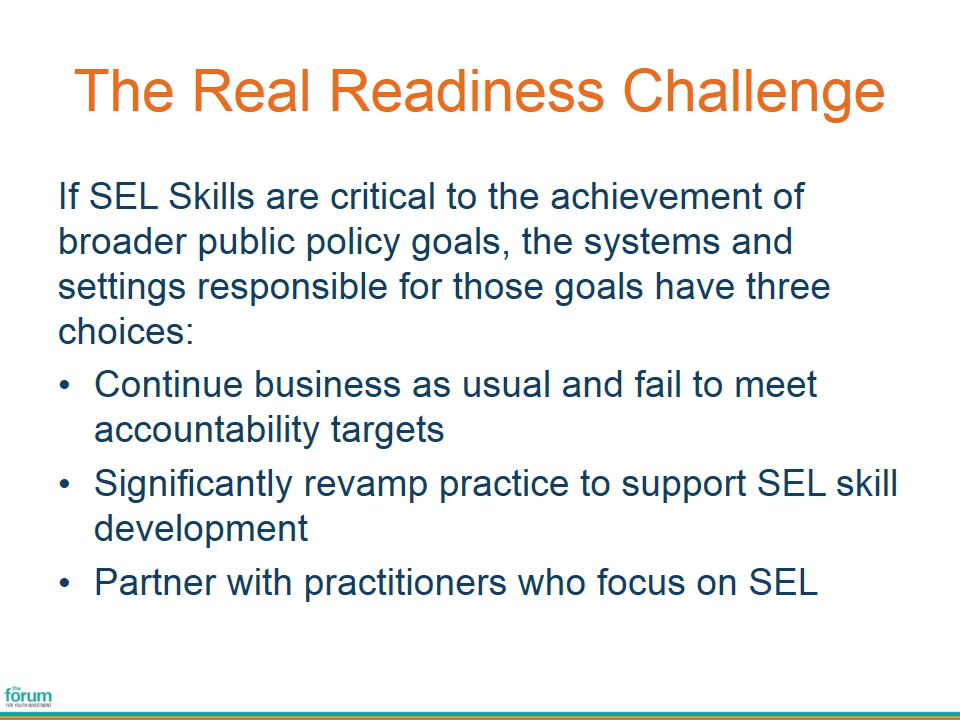 The Real Readiness Challenge
If SEL Skills are critical to the achievement of
broader public policy goals, the systems and
settings responsible for those goals have three
choices:
• Continue business as usual and fail to meet
accountability targets
• Significantly revamp practice to support SEL skill
development
• Partner with practitioners who focus on SEL
the
forum
FOR YOUTH INVESTMENT